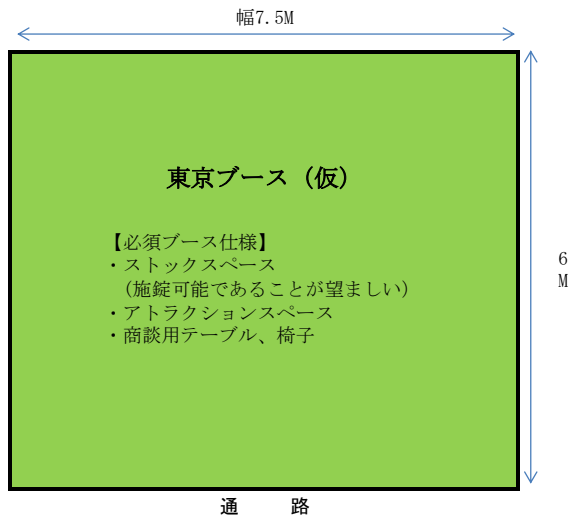 幅7.5M
東京ブース（仮）
【必須ブース仕様】
・ストックスペース
（施錠可能であることが望ましい）
・アトラクションスペース
・商談用テーブル、椅子
6
M
通　　路